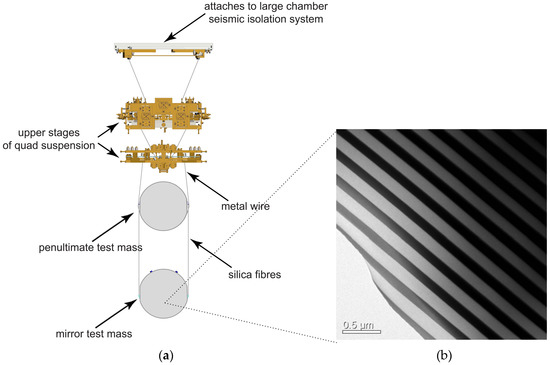 attaches to large chamber
seismic isolation system
upper stages
of quad suspension
metal wire
penultimate test mass
silica fibres
mirror test mass
0.5 μm
(a)
(b)